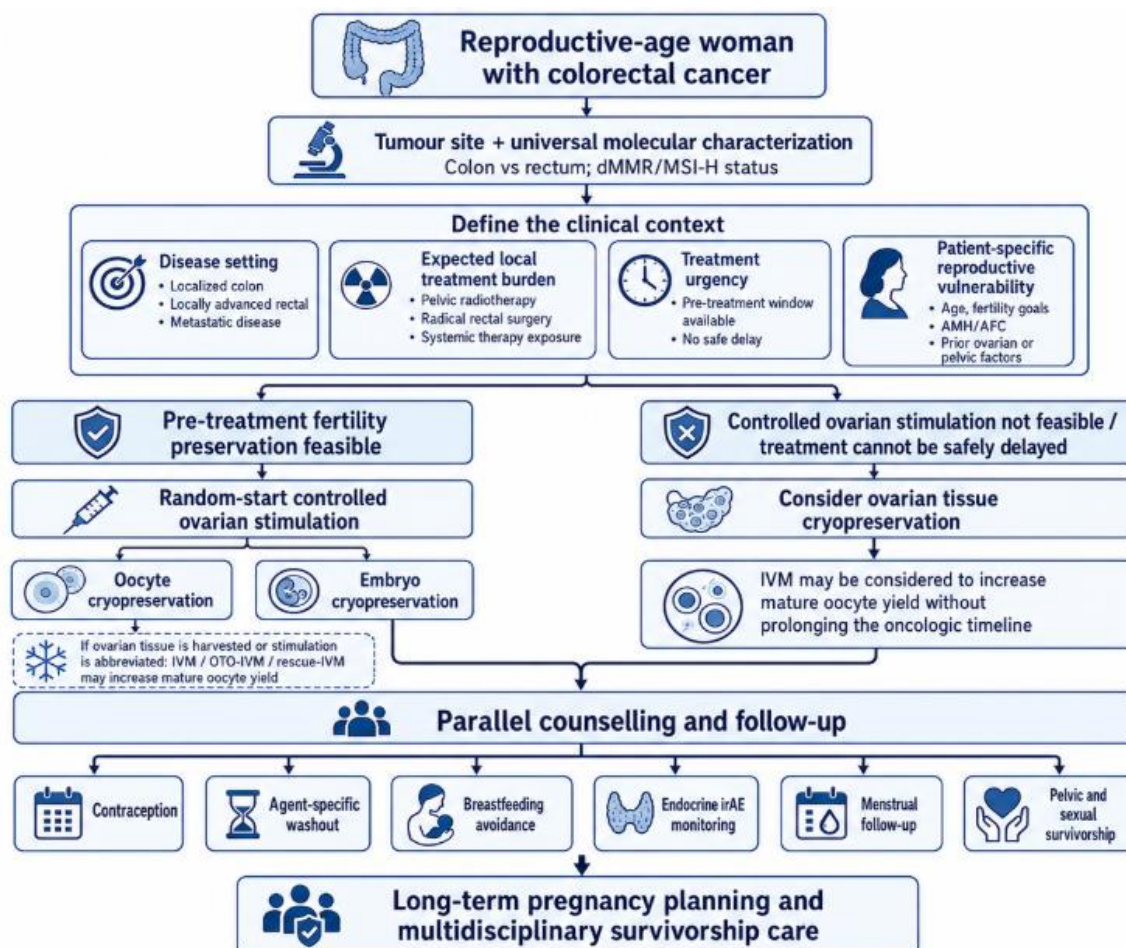 Reproductive-age woman
with colorectal cancer
Tumour site + universal molecular characterization
Colon vs rectum; dMMR/MSI-H status
Define the clinical context
Disease setting
• Localized colon
• Locally advanced rectal
• Metastatic disease
Expected local
treatment burden
• Pelvic radiotherapy
• Radical rectal surgery
• Systemic therapy exposure
Treatment
urgency
• Pre-treatment window
available
• No safe delay
Patient-specific
reproductive
vulnerability
• Age, fertility goals
• AMH/AFC
• Prior ovarian or
pelvic factors
Pre-treatment fertility
preservation feasible
Controlled ovarian stimulation not feasible /
treatment cannot be safely delayed
Random-start controlled
ovarian stimulation
Consider ovarian tissue
cryopreservation
Oocyte
cryopreservation
Embryo
cryopreservation
IVM may be considered to increase
mature oocyte yield without
prolonging the oncologic timeline
If ovarian tissue is harvested or stimulation
is abbreviated: IVM / OTO-IVM / rescue-IVM
may increase mature oocyte yield
Parallel counselling and follow-up
Contraception
Agent-specific
washout
Breastfeeding
avoidance
Endocrine irAE
monitoring
Menstrual
follow-up
Pelvic and
sexual
survivorship
Long-term pregnancy planning and
multidisciplinary survivorship care